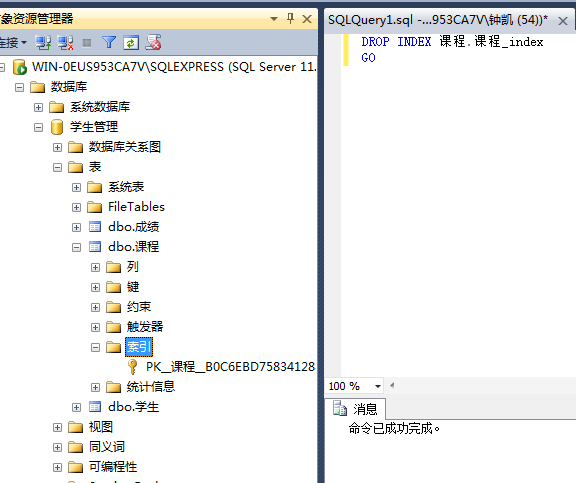 对象资源管理器
连接
WIN-0EUS953CA7V\SQLEXPRESS (SQL Server 11.
数据库
系统数据库
学生管理
数据库关系图
表
系统表
FileTables
dbo.成绩
dbo.课程
列
键
约束
触发器
索引
PK__课程__B0C6EBD75834128
统计信息
dbo.学生
视图
同义词
可编程性
SQLQuery1.sql -...953CA7V\钟凯 (54))*
DROP INDEX 课程.课程_index
GO
100 %
消息
命令已成功完成。